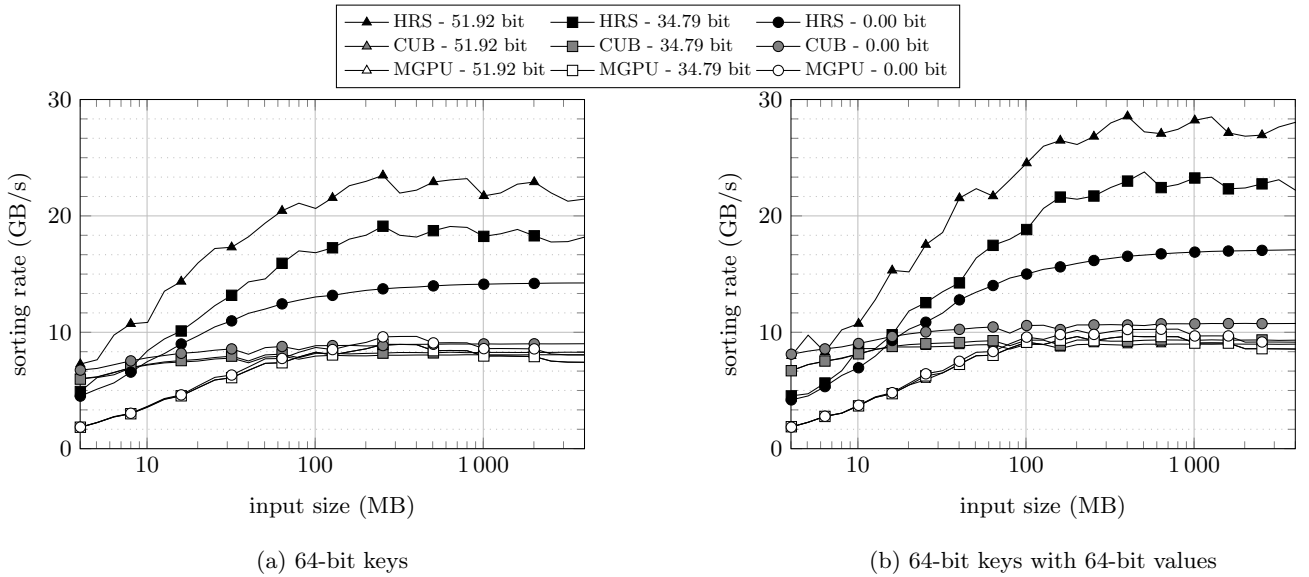 HRS - 51.92 bit HRS - 34.79 bit HRS - 0.00 bit
CUB - 51.92 bit CUB - 34.79 bit CUB - 0.00 bit
MGPU - 51.92 bit MGPU - 34.79 bit MGPU - 0.00 bit
sorting rate (GB/s)
30
20
10
0
10 100 1 000
input size (MB)
(a) 64-bit keys
sorting rate (GB/s)
30
20
10
0
10 100 1 000
input size (MB)
(b) 64-bit keys with 64-bit values